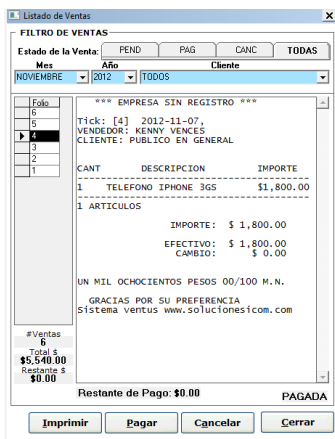 Listado de Ventas
FILTRO DE VENTAS
Estado de la Venta: PEND PAG CANC TODAS
Mes Año Cliente
NOVIEMBRE 2012 TODOS
Folio
6
5
4
3
2
1
*** EMPRESA SIN REGISTRO ***
Tick: [4] 2012-11-07,
VENDEDOR: KENNY VENCES
CLIENTE: PUBLICO EN GENERAL
CANT DESCRIPCION IMPORTE
1 TELEFONO IPHONE 3GS $1,800.00
1 ARTICULOS
IMPORTE: $ 1,800.00
EFECTIVO: $ 1,800.00
CAMBIO: $ 0.00
UN MIL OCHOCIENTOS PESOS 00/100 M.N.
GRACIAS POR SU PREFERENCIA
Sistema ventus www.solucionesicom.com
#Ventas
6
Total $
$5,540.00
Restante $
$0.00
Restante de Pago: $0.00
PAGADA
Imprimir Pagar Cancelar Cerrar